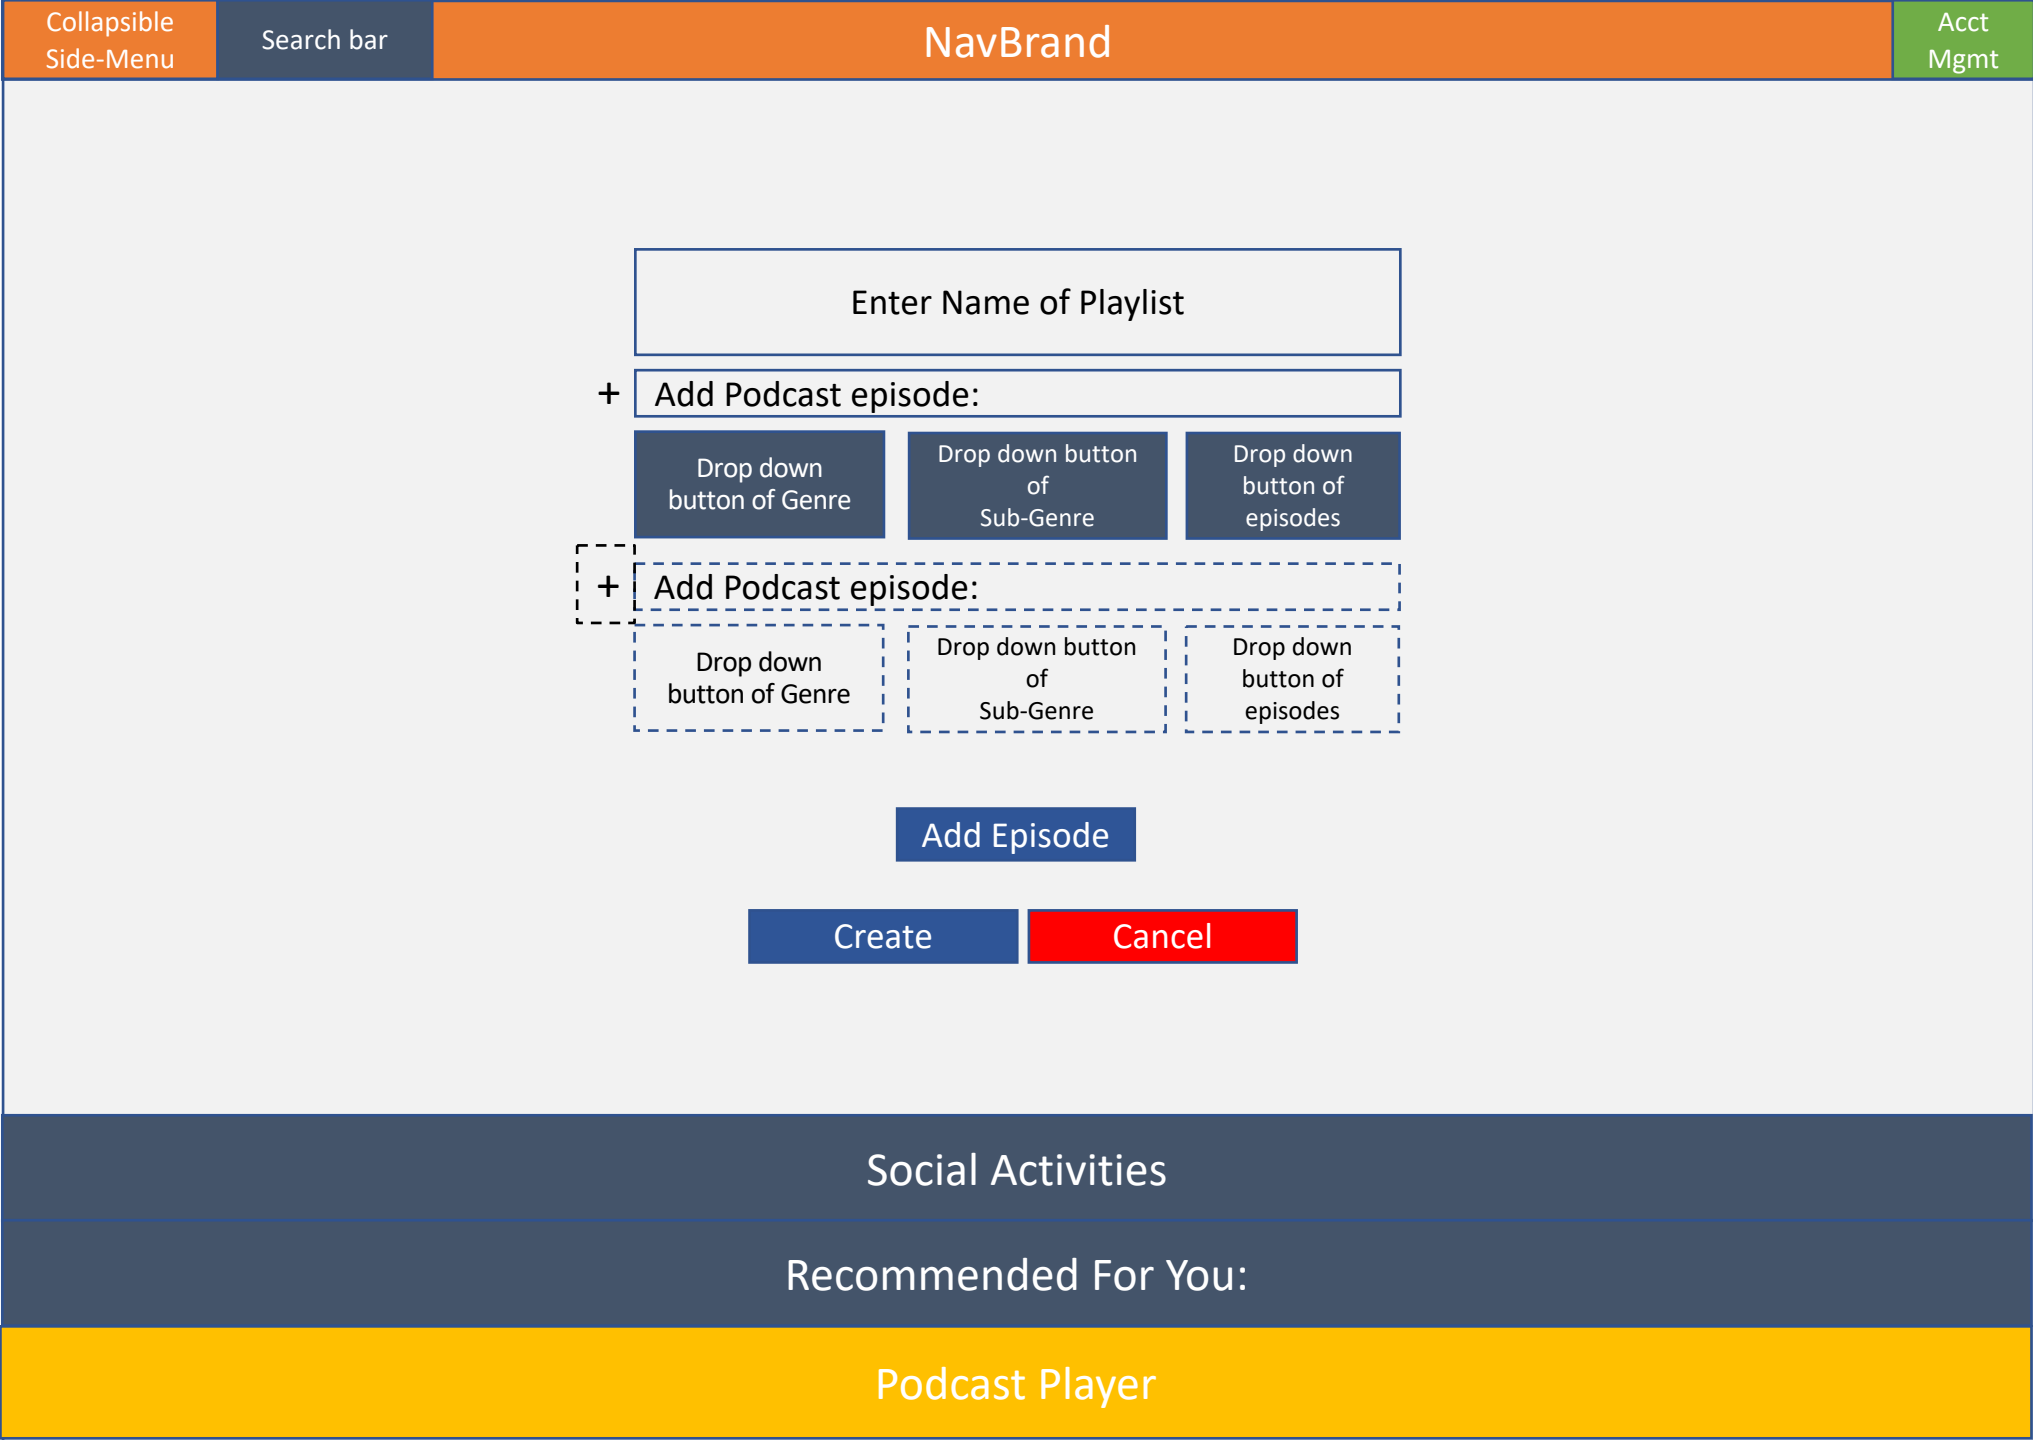 Collapsible
Side-Menu
Search bar
NavBrand
Acct
Mgmt
Enter Name of Playlist
+ Add Podcast episode:
Drop down
button of Genre
Drop down button
of
Sub-Genre
Drop down
button of
episodes
+ Add Podcast episode:
Drop down
button of Genre
Drop down button
of
Sub-Genre
Drop down
button of
episodes
Add Episode
Create
Cancel
Social Activities
Recommended For You:
Podcast Player